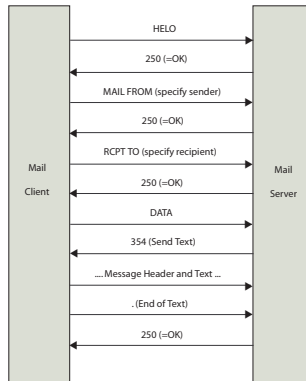 HELO
250 (=OK)
MAIL FROM (specify sender)
250 (=OK)
RCPT TO (specify recipient)
Mail
Client
Mail
Server
250 (=OK)
DATA
354 (Send Text)
.... Message Header and Text ...
. (End of Text)
250 (=OK)